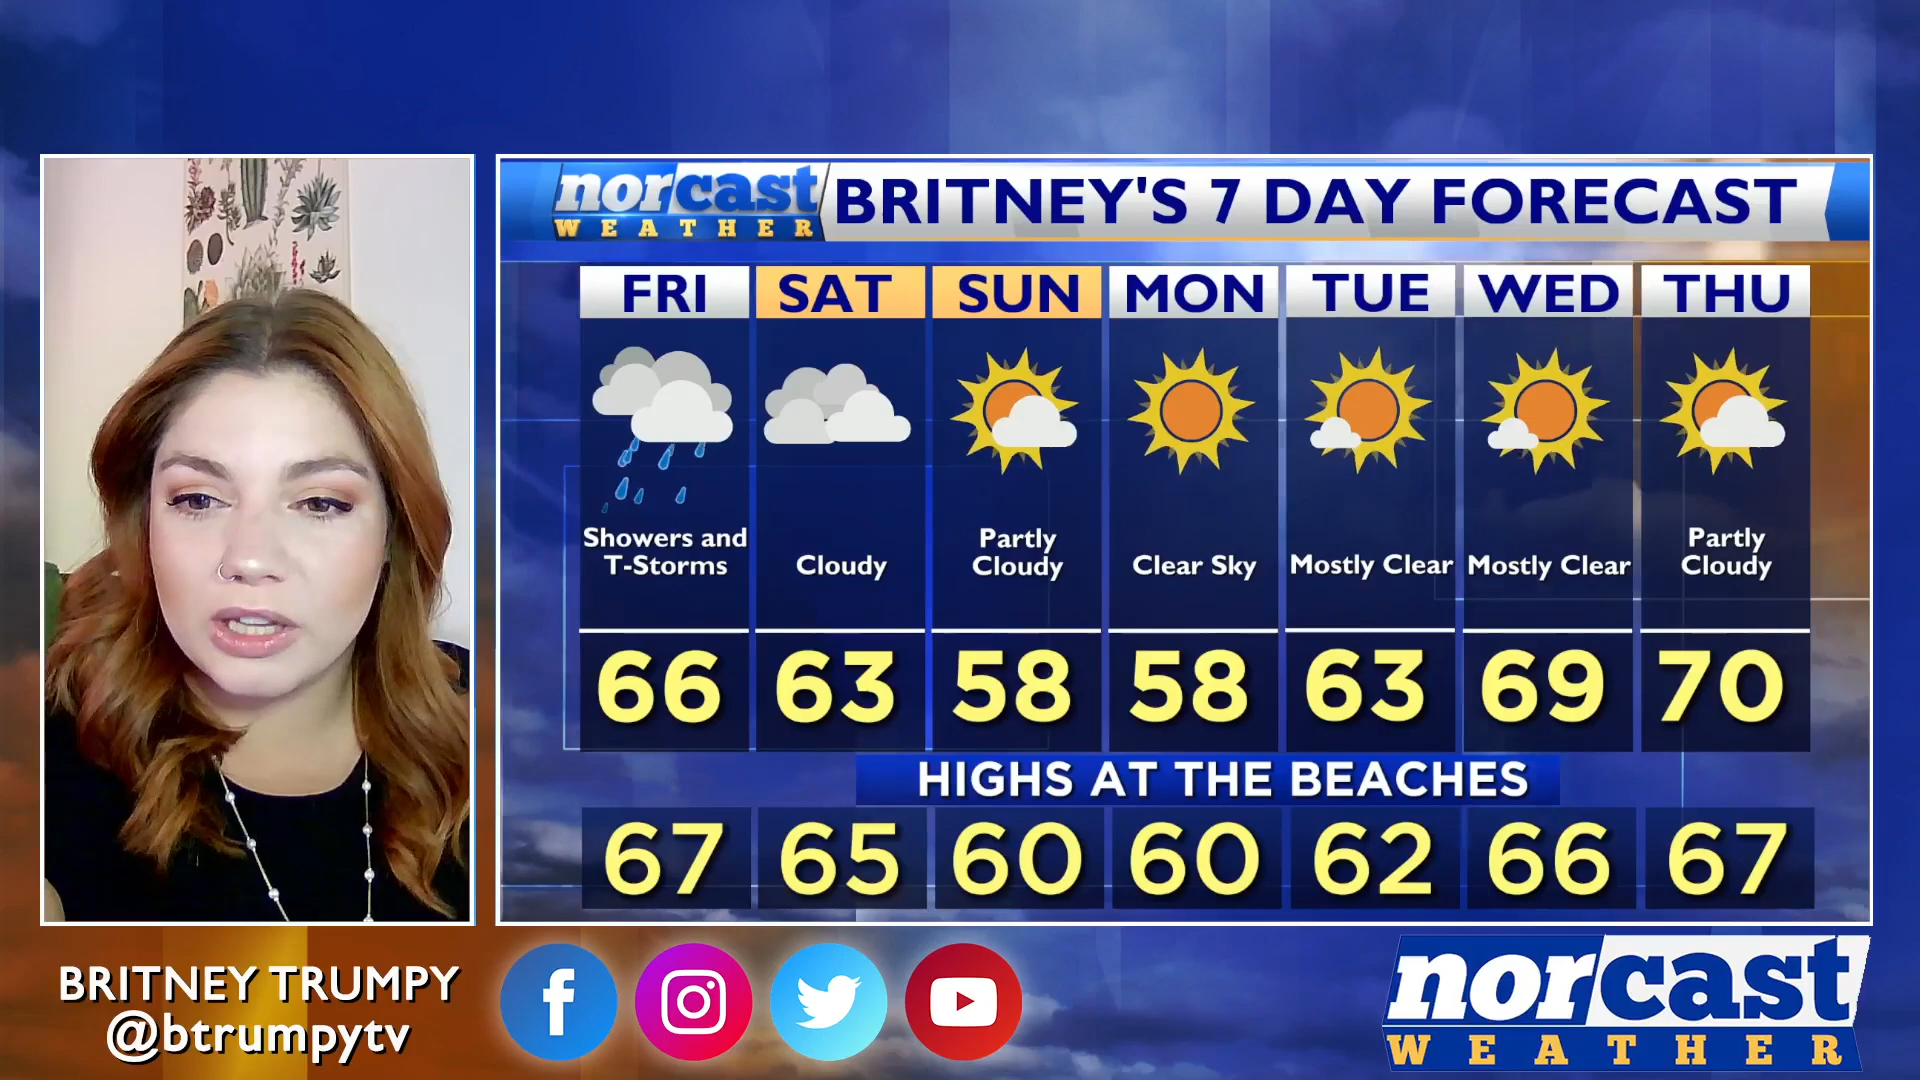 norcast
WEATHER
BRITNEY'S 7 DAY FORECAST
FRI SAT SUN MON TUE WED THU
Showers and
T-Storms
Cloudy
Partly
Cloudy
Clear Sky
Mostly Clear
Mostly Clear
Partly
Cloudy
66 63 58 58 63 69 70
HIGHS AT THE BEACHES
67 65 60 60 62 66 67
BRITNEY TRUMPY
@btrumpytv
norcast
WEATHER